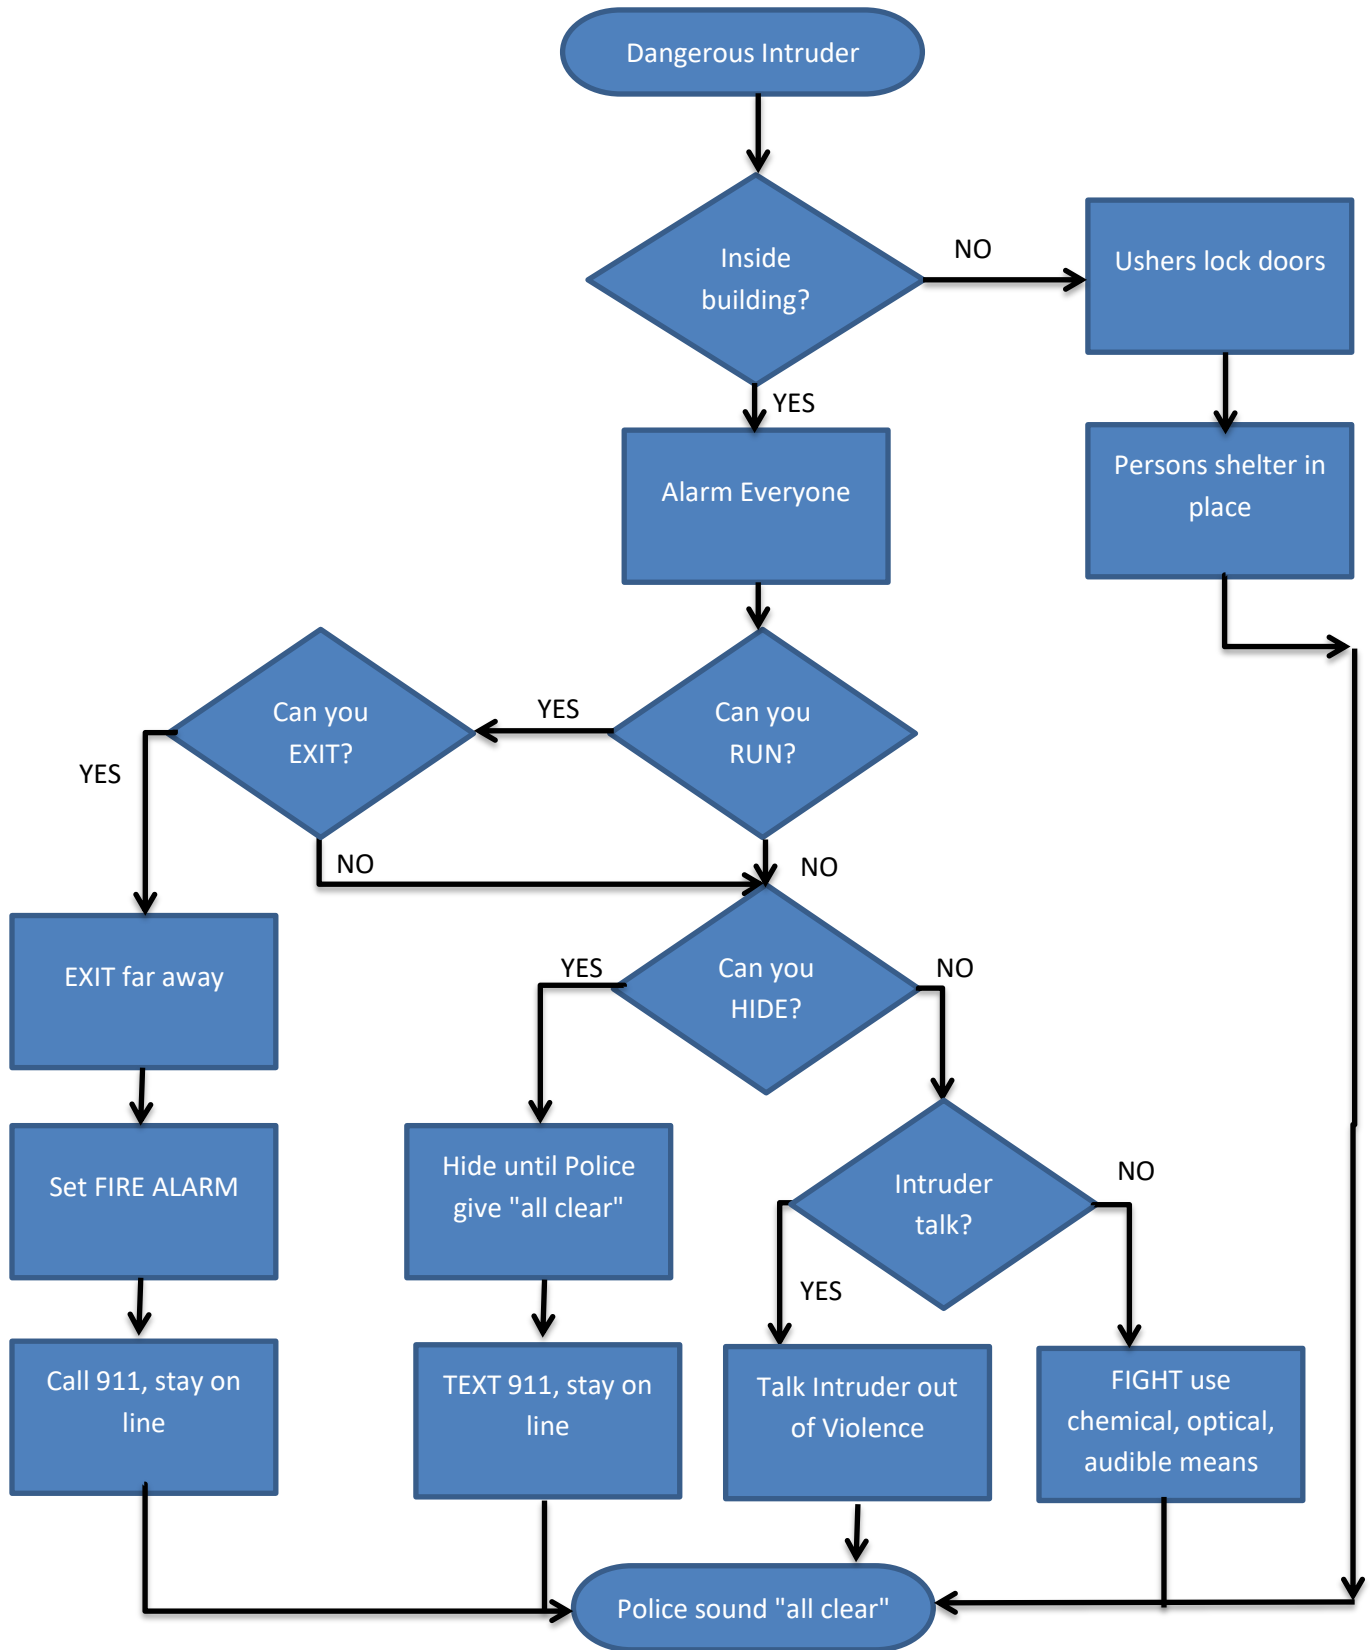 Dangerous Intruder
Inside
building?
NO
Ushers lock doors
YES
Alarm Everyone
Persons shelter in
place
Can you
EXIT?
YES
Can you
RUN?
YES
NO
NO
EXIT far away
YES
Can you
HIDE?
NO
Set FIRE ALARM
Hide until Police
give "all clear"
Intruder
talk?
NO
YES
Call 911, stay on
line
TEXT 911, stay on
line
Talk Intruder out
of Violence
FIGHT use
chemical, optical,
audible means
Police sound "all clear"